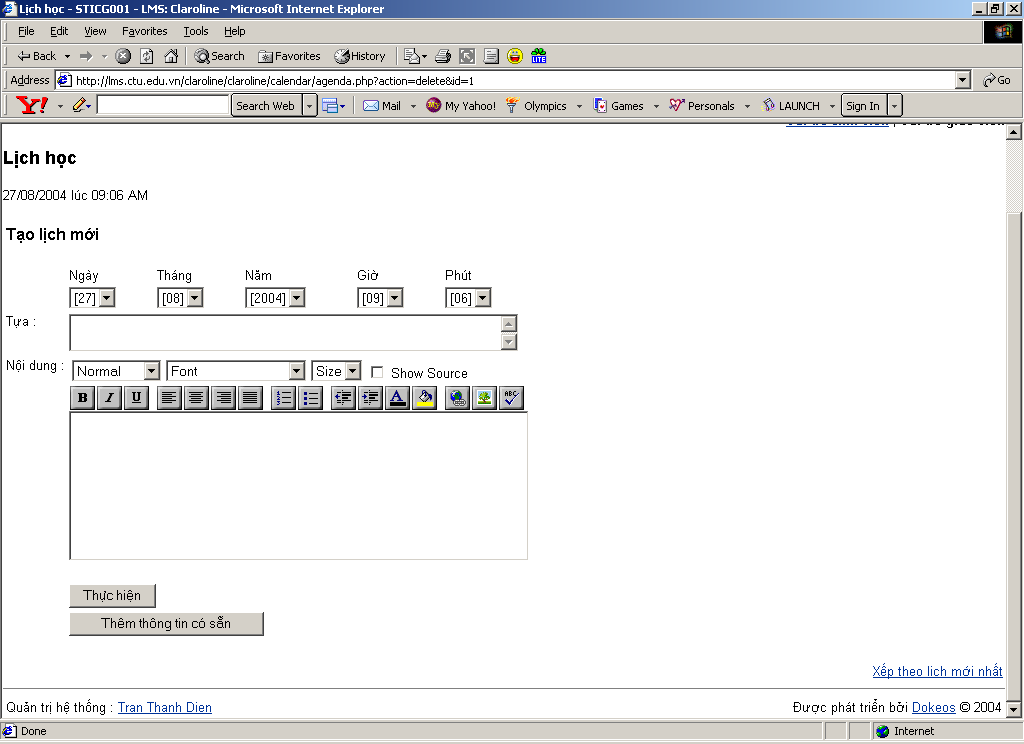 Lịch học - STICG001 - LMS: Claroline - Microsoft Internet Explorer
File Edit View Favorites Tools Help
Back Search Favorites History LITE
Address http://lms.ctu.edu.vn/claroline/claroline/calendar/agenda.php?action=delete&id=1 Go
Y! Search Web Mail My Yahoo! Olympics Games Personals LAUNCH Sign In
Lịch học
27/08/2004 lúc 09:06 AM
Tạo lịch mới
Ngày Tháng Năm Giờ Phút
[27] [08] [2004] [09] [06]
Tựa :
Nội dung : Normal Font Size Show Source
B I U A ABC
Thực hiện
Thêm thông tin có sẵn
Xếp theo lich mới nhất
Quản trị hệ thống : Tran Thanh Dien Được phát triển bởi Dokeos © 2004
Done Internet